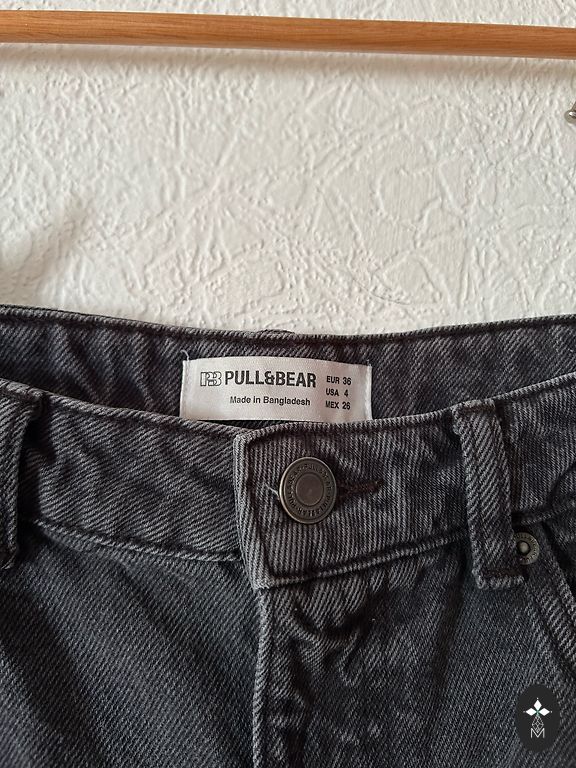 PB PULL&BEAR
Made in Bangladesh
EUR 36
USA 4
MEX 26